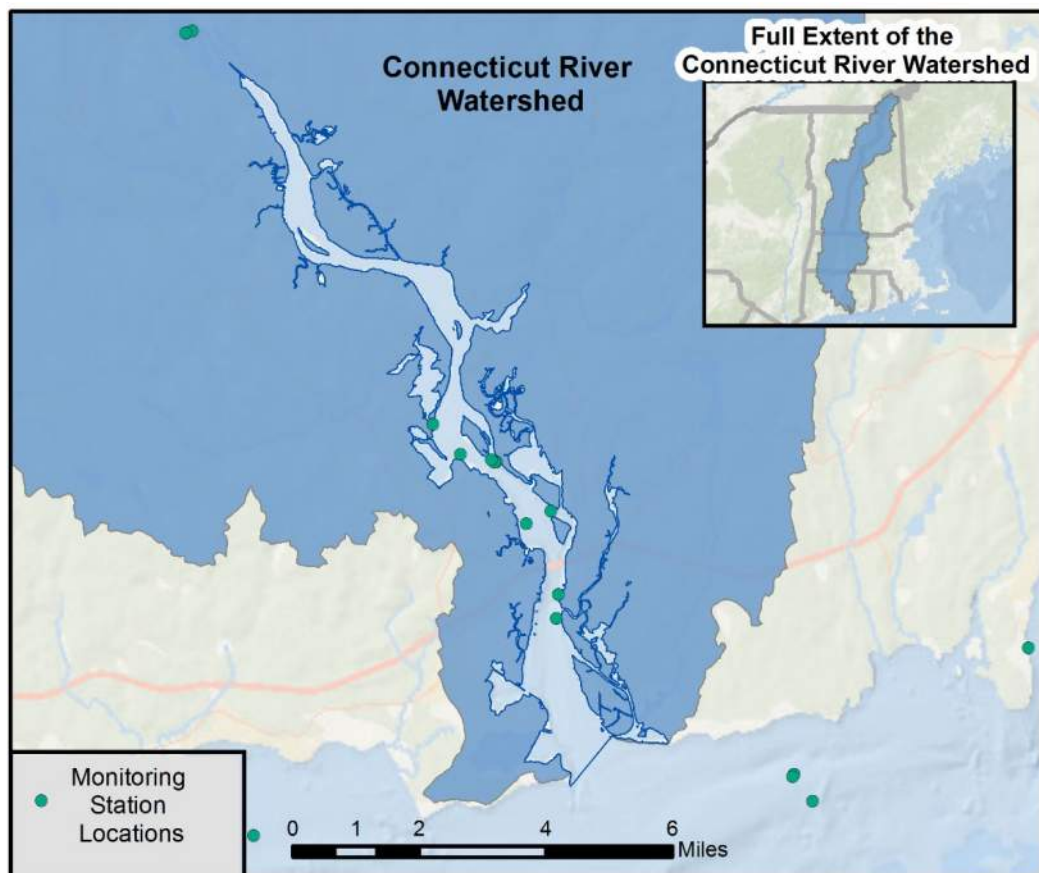 Connecticut River
Watershed
Full Extent of the
Connecticut River Watershed
Monitoring
Station
Locations
0 1 2 4 6
Miles